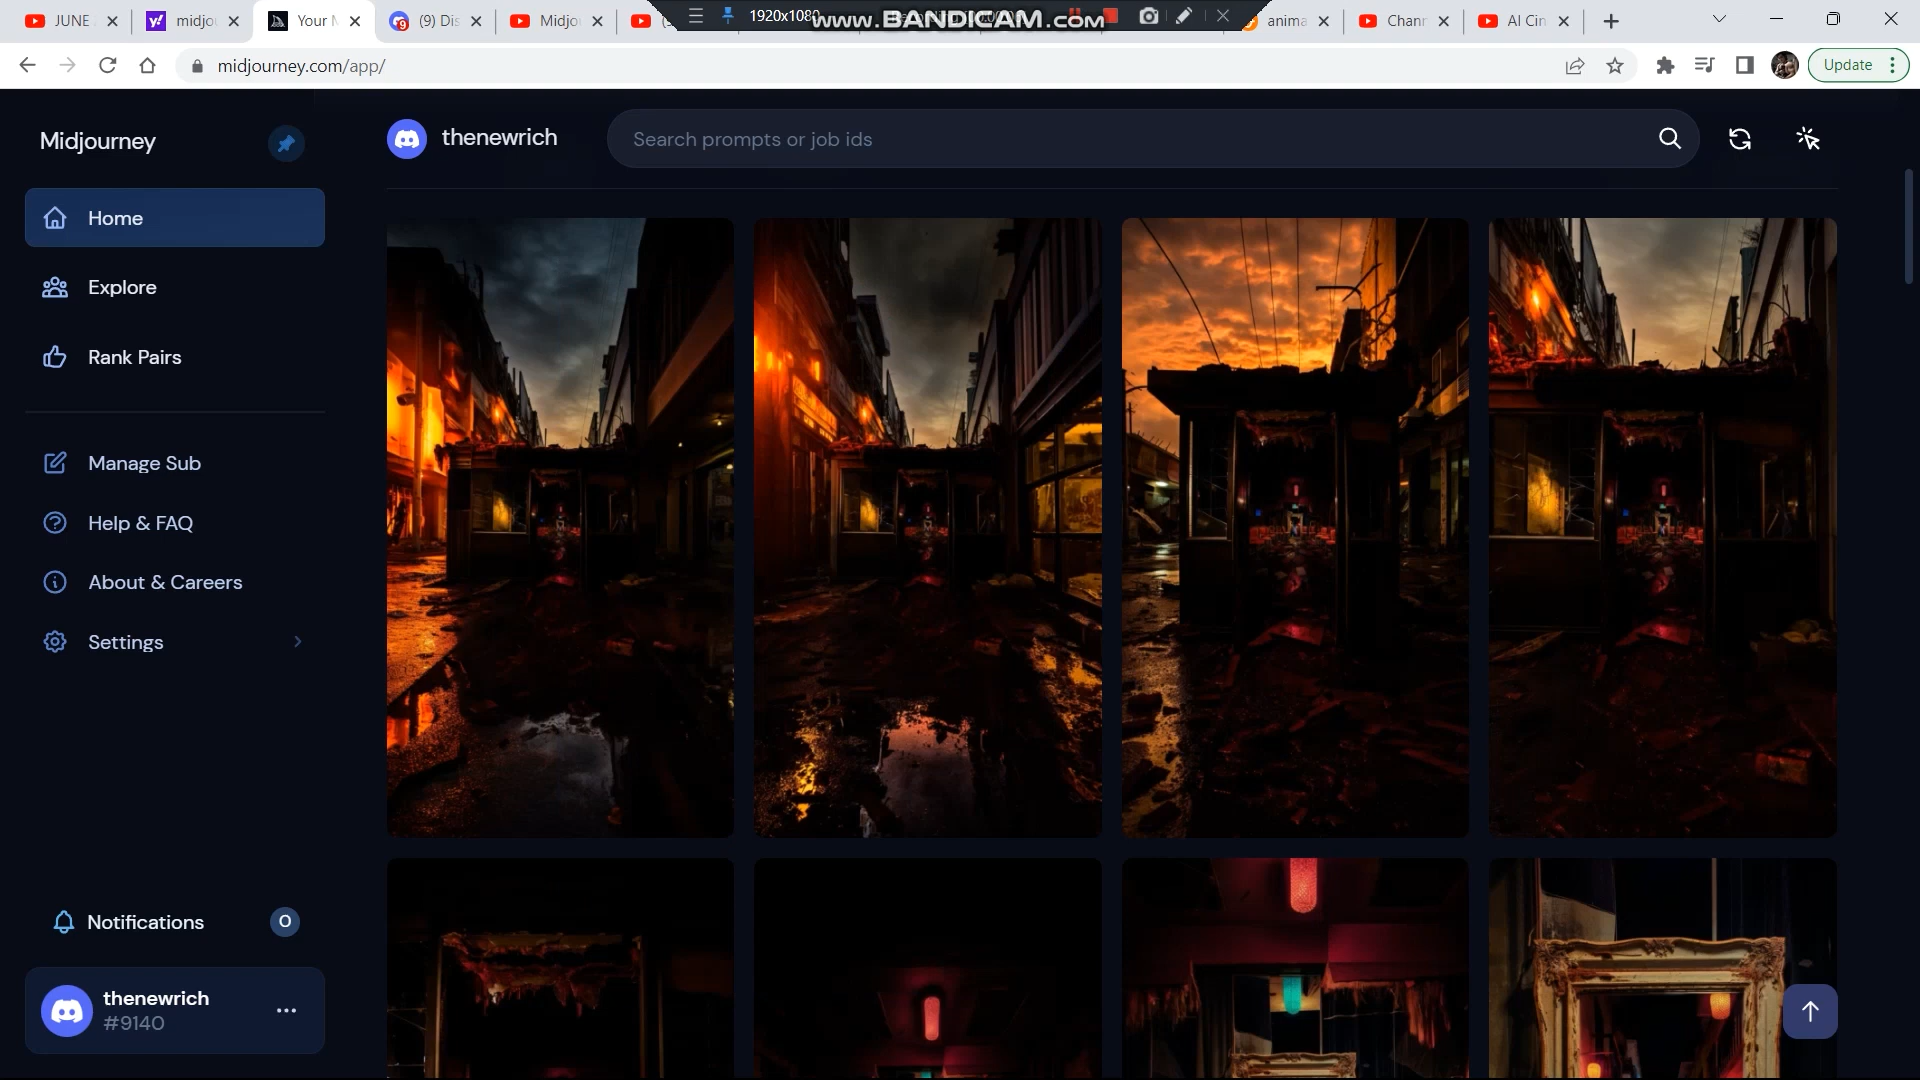 JUNE
midjou
Your M
(9) Dis
Midjo
1920x1080
www.BANDICAM.com
anima
Chann
AI Cin
midjourney.com/app/
Update
Midjourney
thenewrich
Search prompts or job ids
Home
Explore
Rank Pairs
Manage Sub
Help & FAQ
About & Careers
Settings
Notifications
0
thenewrich
#9140